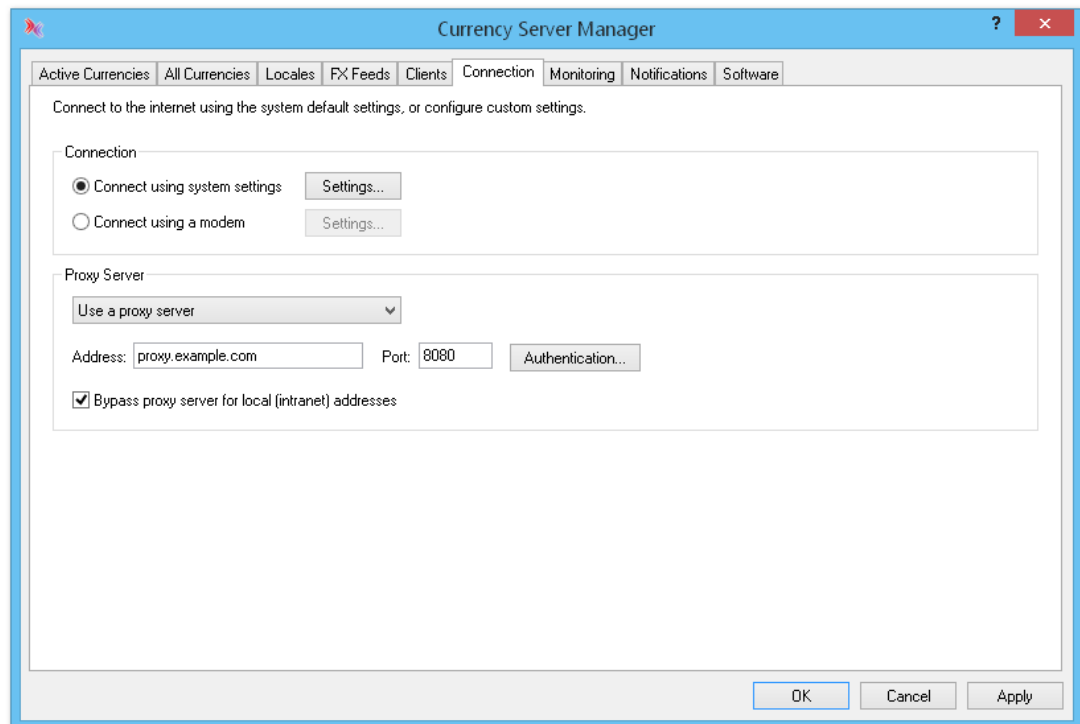 Currency Server Manager ?
Active Currencies All Currencies Locales FX Feeds Clients Connection Monitoring Notifications Software
Connect to the internet using the system default settings, or configure custom settings.
Connection
Connect using system settings Settings...
Connect using a modem Settings...
Proxy Server
Use a proxy server
Address: proxy.example.com Port: 8080 Authentication...
Bypass proxy server for local (intranet) addresses
OK Cancel Apply